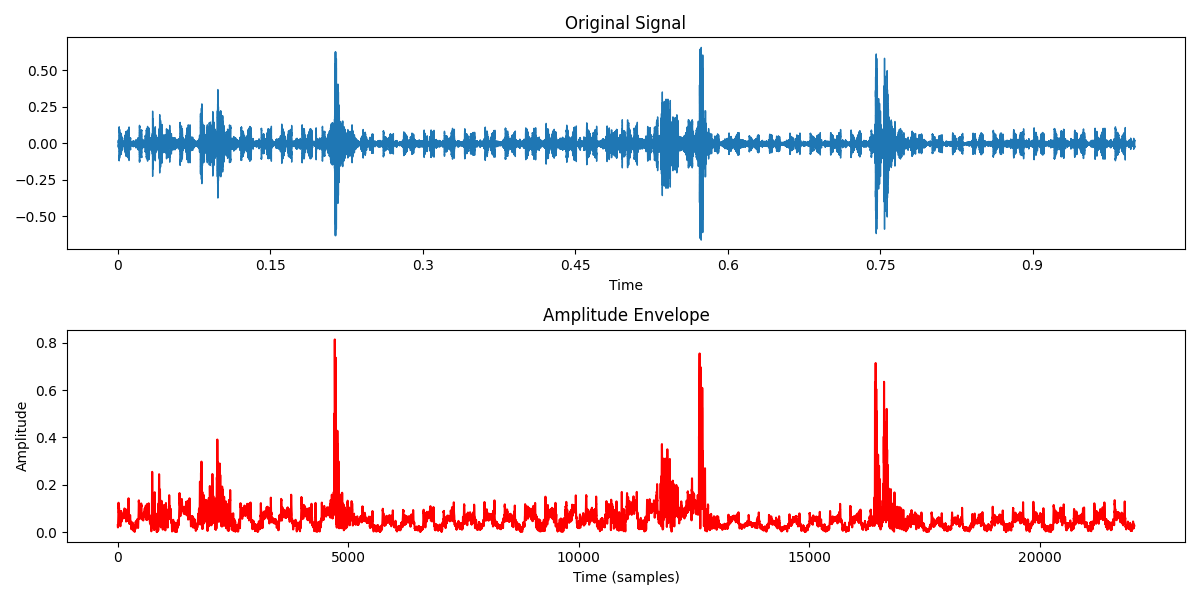 Original Signal
0.50
0.25
0.00
−0.25
−0.50
0 0.15 0.3 0.45 0.6 0.75 0.9
Time
Amplitude Envelope
Amplitude
0.8
0.6
0.4
0.2
0.0
0 5000 10000 15000 20000
Time (samples)